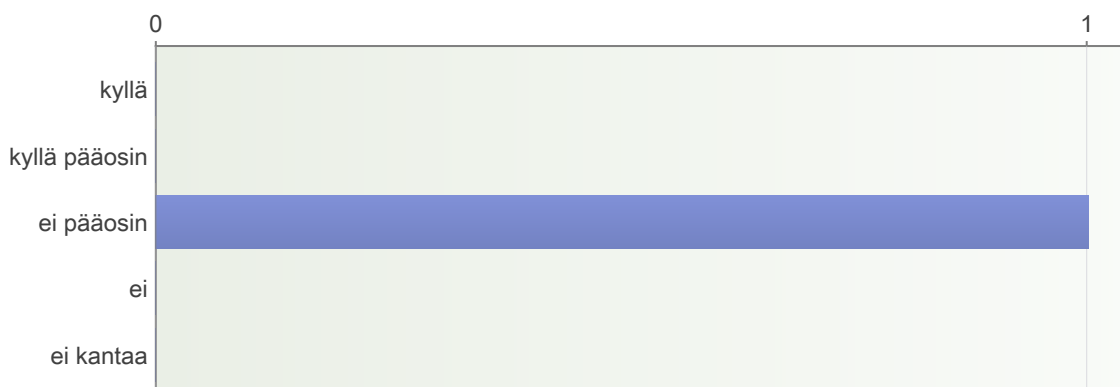 0 1
kyllä
kyllä pääosin
ei pääosin
ei
ei kantaa